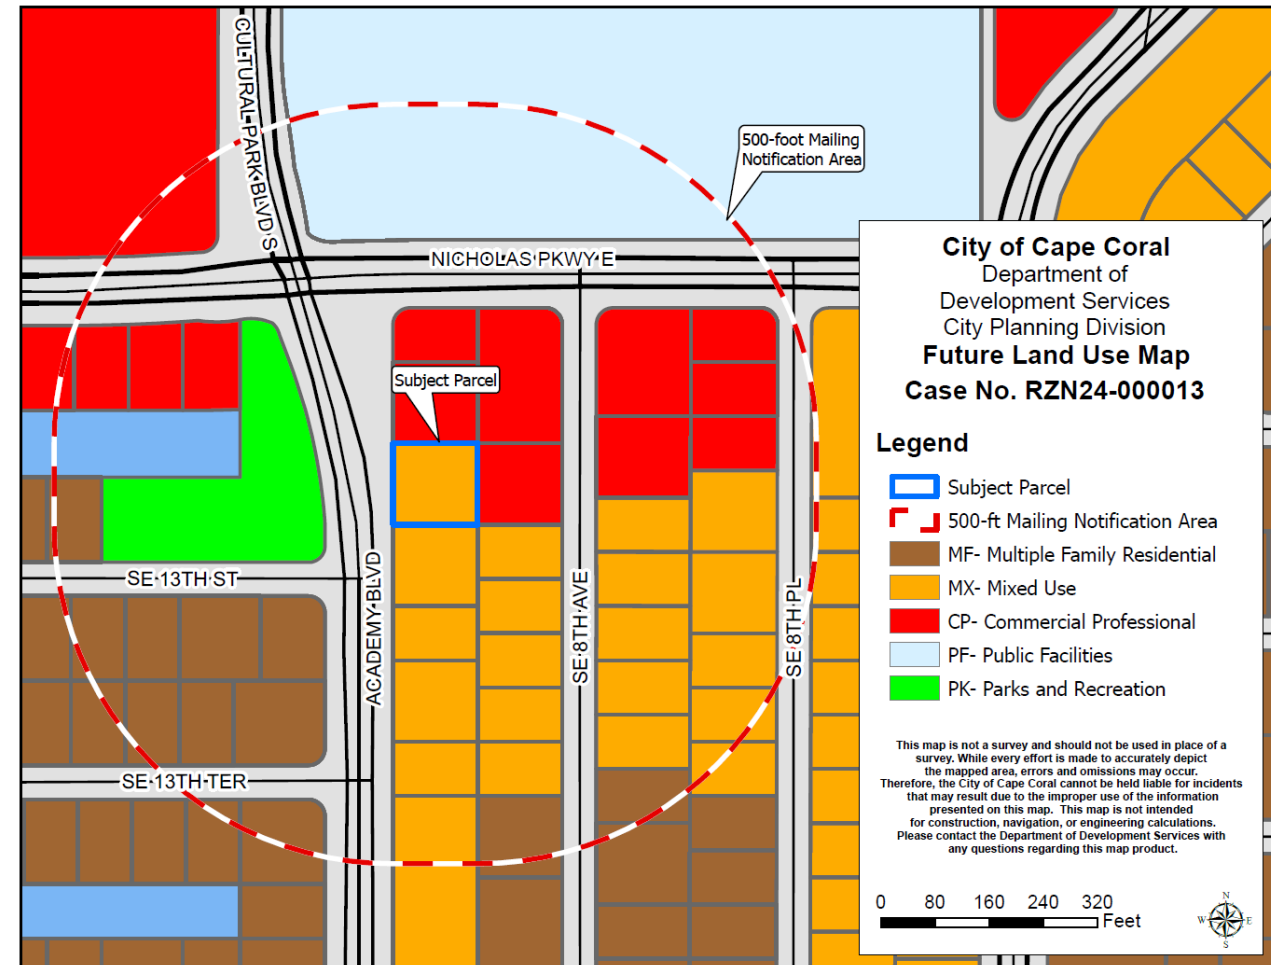 CULTURAL PARK BLVD S
500-foot Mailing
Notification Area
NICHOLAS PKWY E
Subject Parcel
SE 13TH ST
ACADEMY BLVD
SE 8TH AVE
SE 8TH PL
SE 13TH TER
City of Cape Coral
Department of
Development Services
City Planning Division
Future Land Use Map
Case No. RZN24-000013
Legend
Subject Parcel
500-ft Mailing Notification Area
MF- Multiple Family Residential
MX- Mixed Use
CP- Commercial Professional
PF- Public Facilities
PK- Parks and Recreation
This map is not a survey and should not be used in place of a
survey. While every effort is made to accurately depict
the mapped area, errors and omissions may occur.
Therefore, the City of Cape Coral cannot be held liable for incidents
that may result due to the improper use of the information
presented on this map. This map is not intended
for construction, navigation, or engineering calculations.
Please contact the Department of Development Services with
any questions regarding this map product.
0 80 160 240 320
Feet
N
W E
S